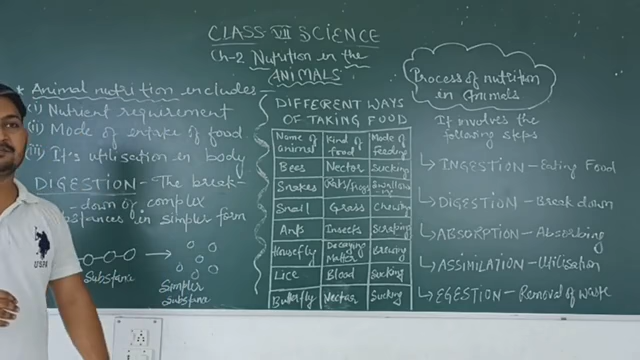 CLASS VII SCIENCE
Ch-2 Nutrition in the
ANIMALS
* Animal nutrition includes-
(i) Nutrient requirement
(ii) Mode of intake of food
(iii) It's utilisation in body
DIGESTION - The break-
-down of complex
substances in simpler form
Substance
Simpler
Substance
DIFFERENT WAYS
OF TAKING FOOD
Name of animal | Kind of food | Mode of feeding
Bees | Nector | Sucking
Snakes | Rats/Frogs | Swallowing
Snail | Grass | Chewing
Ants | Insects | Scraping
Housefly | Decaying Matter
Lice | Blood | Sucking
Butterfly | Nectar | Sucking
Process of nutrition
in Animals
It involves the
following steps
↳ INGESTION - Eating Food
↳ DIGESTION - Break down
↳ ABSORPTION - Absorbing
↳ ASSIMILATION - Utilisation
↳ EGESTION - Removal of Waste
USPA